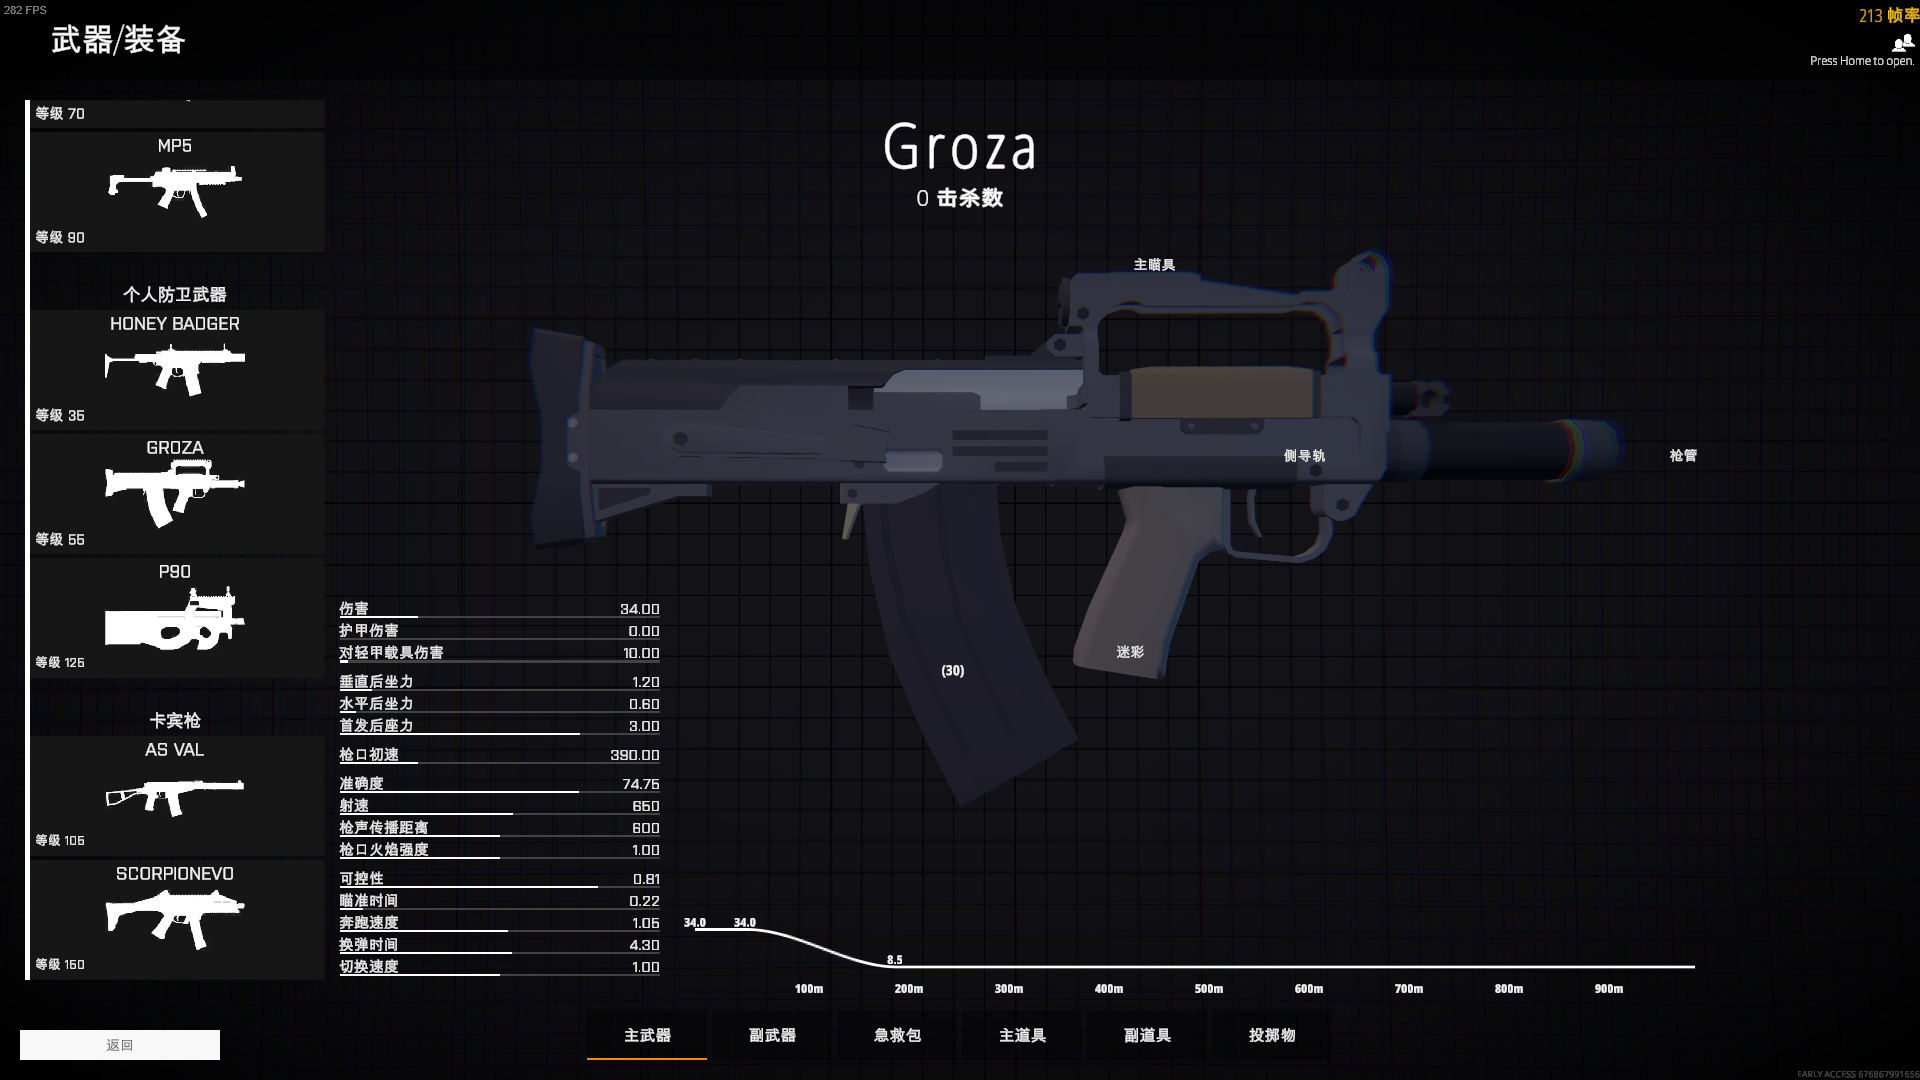 282 FPS
213 帧率
武器/装备
Press Home to open.
等级 70
MP5
等级 90
个人防卫武器
HONEY BADGER
等级 35
GROZA
等级 55
P90
等级 125
卡宾枪
AS VAL
等级 105
SCORPIONEVO
等级 150
返回
Groza
0 击杀数
主瞄具
侧导轨
枪管
迷彩
(30)
伤害 34.00
护甲伤害 0.00
对轻甲载具伤害 10.00
垂直后坐力 1.20
水平后坐力 0.60
首发后座力 3.00
枪口初速 390.00
准确度 74.75
射速 650
枪声传播距离 600
枪口火焰强度 1.00
可控性 0.81
瞄准时间 0.22
奔跑速度 1.05
换弹时间 4.30
切换速度 1.00
34.0 34.0
8.5
100m 200m 300m 400m 500m 600m 700m 800m 900m
主武器 副武器 急救包 主道具 副道具 投掷物
EARLY ACCESS 676867991656